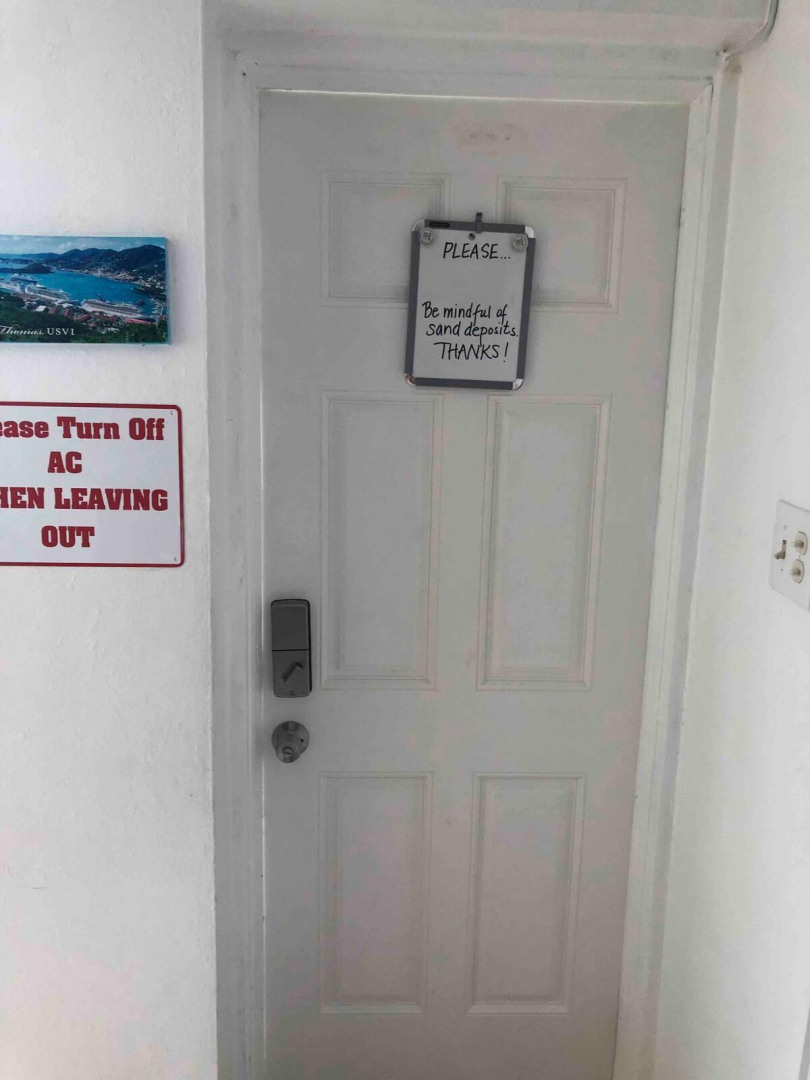 PLEASE...
Be mindful of
sand deposits.
THANKS!
Thomas, USVI
ease Turn Off
AC
HEN LEAVING
OUT